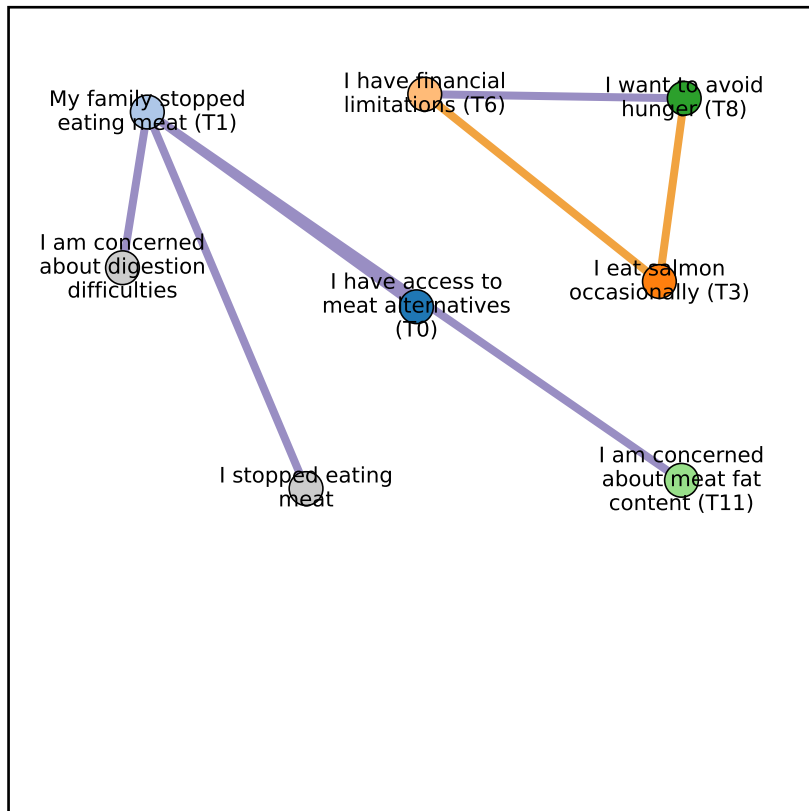 I have financial
limitations (T6)
I want to avoid
hunger (T8)
My family stopped
eating meat (T1)
I am concerned
about digestion
difficulties
I have access to
meat alternatives
(T0)
I eat salmon
occasionally (T3)
I stopped eating
meat
I am concerned
about meat fat
content (T11)